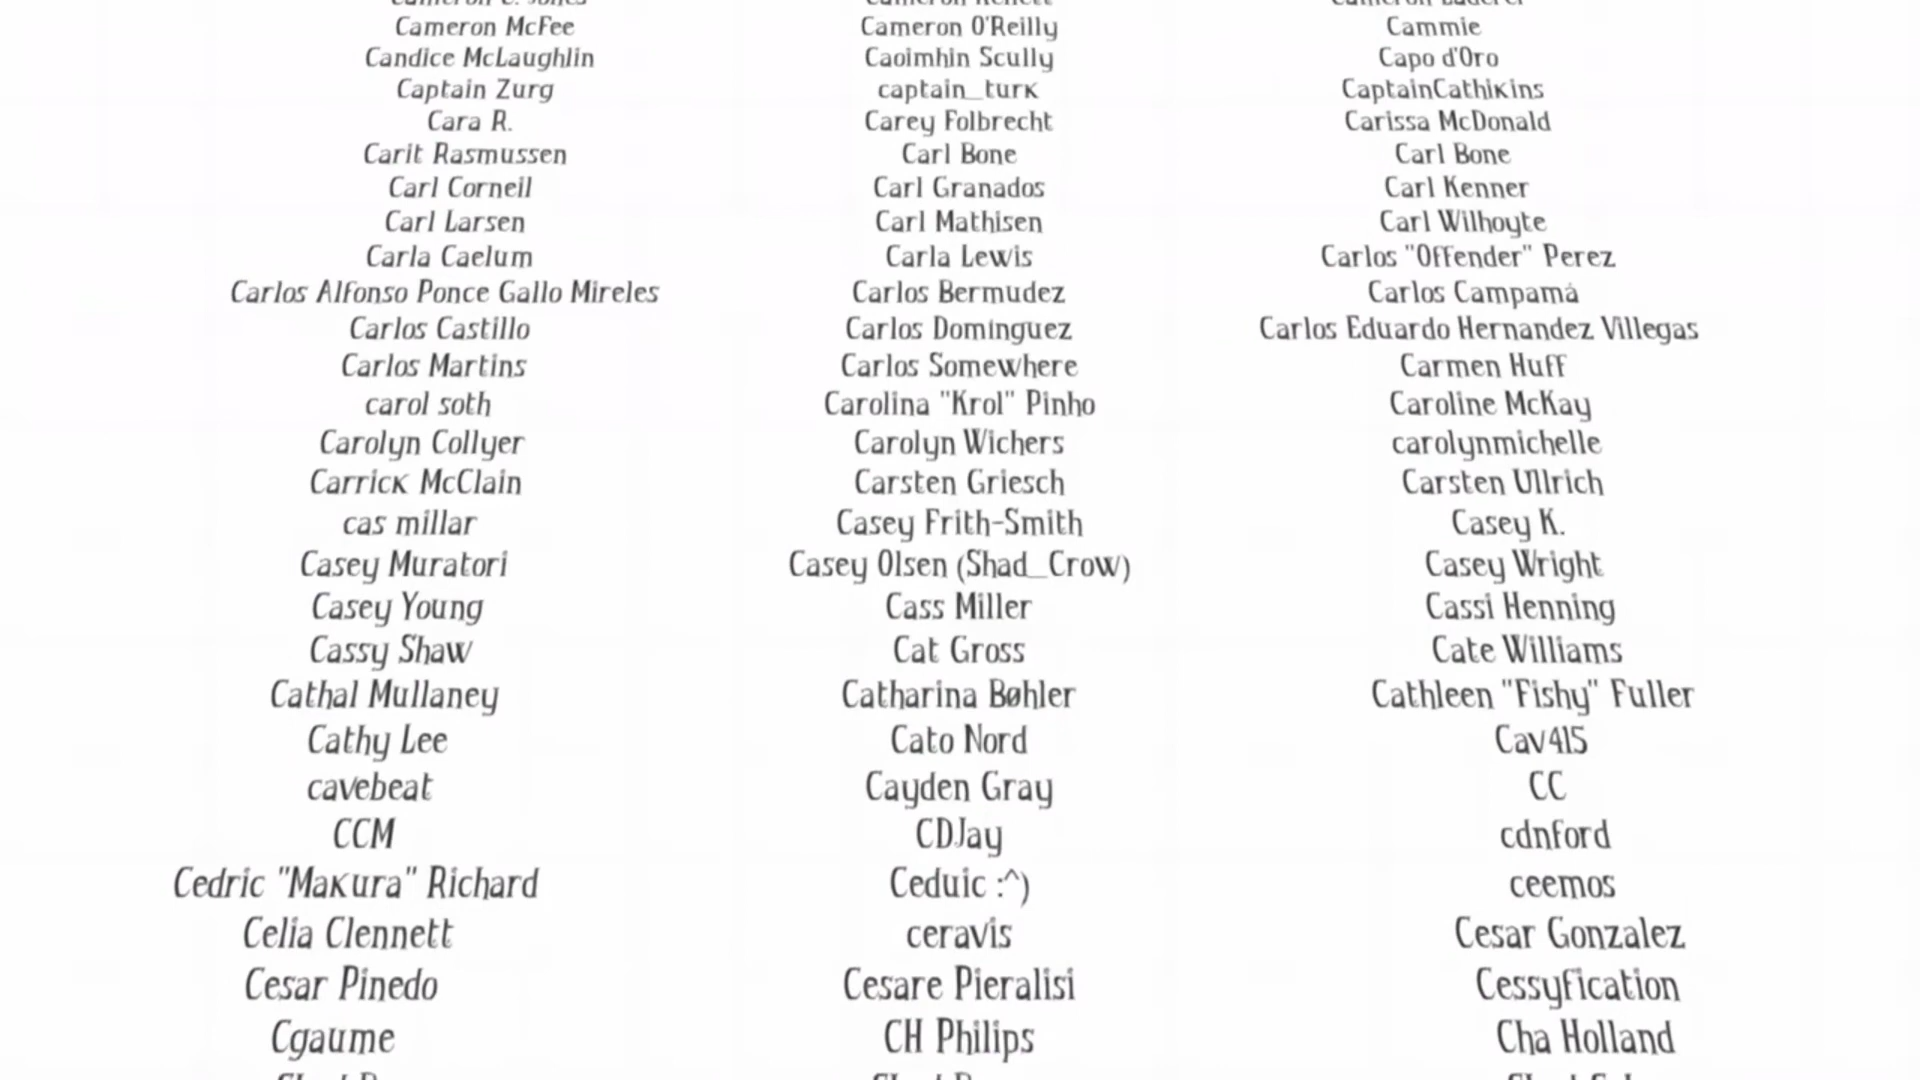 Cameron McFee Cameron O'Reilly Cammie
Candice McLaughlin Caoimhin Scully Capo d'Oro
Captain Zurg captain_turk CaptainCathikins
Cara R. Carey Folbrecht Carissa McDonald
Carit Rasmussen Carl Bone Carl Bone
Carl Corneil Carl Granados Carl Kenner
Carl Larsen Carl Mathisen Carl Wilhoyte
Carla Caelum Carla Lewis Carlos "Offender" Perez
Carlos Alfonso Ponce Gallo Mireles Carlos Bermudez Carlos Campamá
Carlos Castillo Carlos Dominguez Carlos Eduardo Hernandez Villegas
Carlos Martins Carlos Somewhere Carmen Huff
carol soth Carolina "Krol" Pinho Caroline McKay
Carolyn Collyer Carolyn Wichers carolynmichelle
Carrick McClain Carsten Griesch Carsten Ullrich
cas millar Casey Frith-Smith Casey K.
Casey Muratori Casey Olsen (Shad_Crow) Casey Wright
Casey Young Cass Miller Cassi Henning
Cassy Shaw Cat Gross Cate Williams
Cathal Mullaney Catharina Bøhler Cathleen "Fishy" Fuller
Cathy Lee Cato Nord Cav415
cavebeat Cayden Gray CC
CCM CDJay cdnford
Cedric "Makura" Richard Ceduic :^) ceemos
Celia Clennett ceravis Cesar Gonzalez
Cesar Pinedo Cesare Pieralisi Cessyfication
Cgaume CH Philips Cha Holland